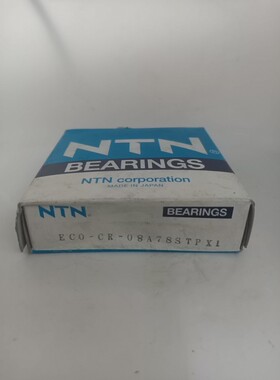 NTN®
BEARINGS
NTN corporation
MADE IN JAPAN
NTN
BEARINGS
ECO-CR-08A78STPX1